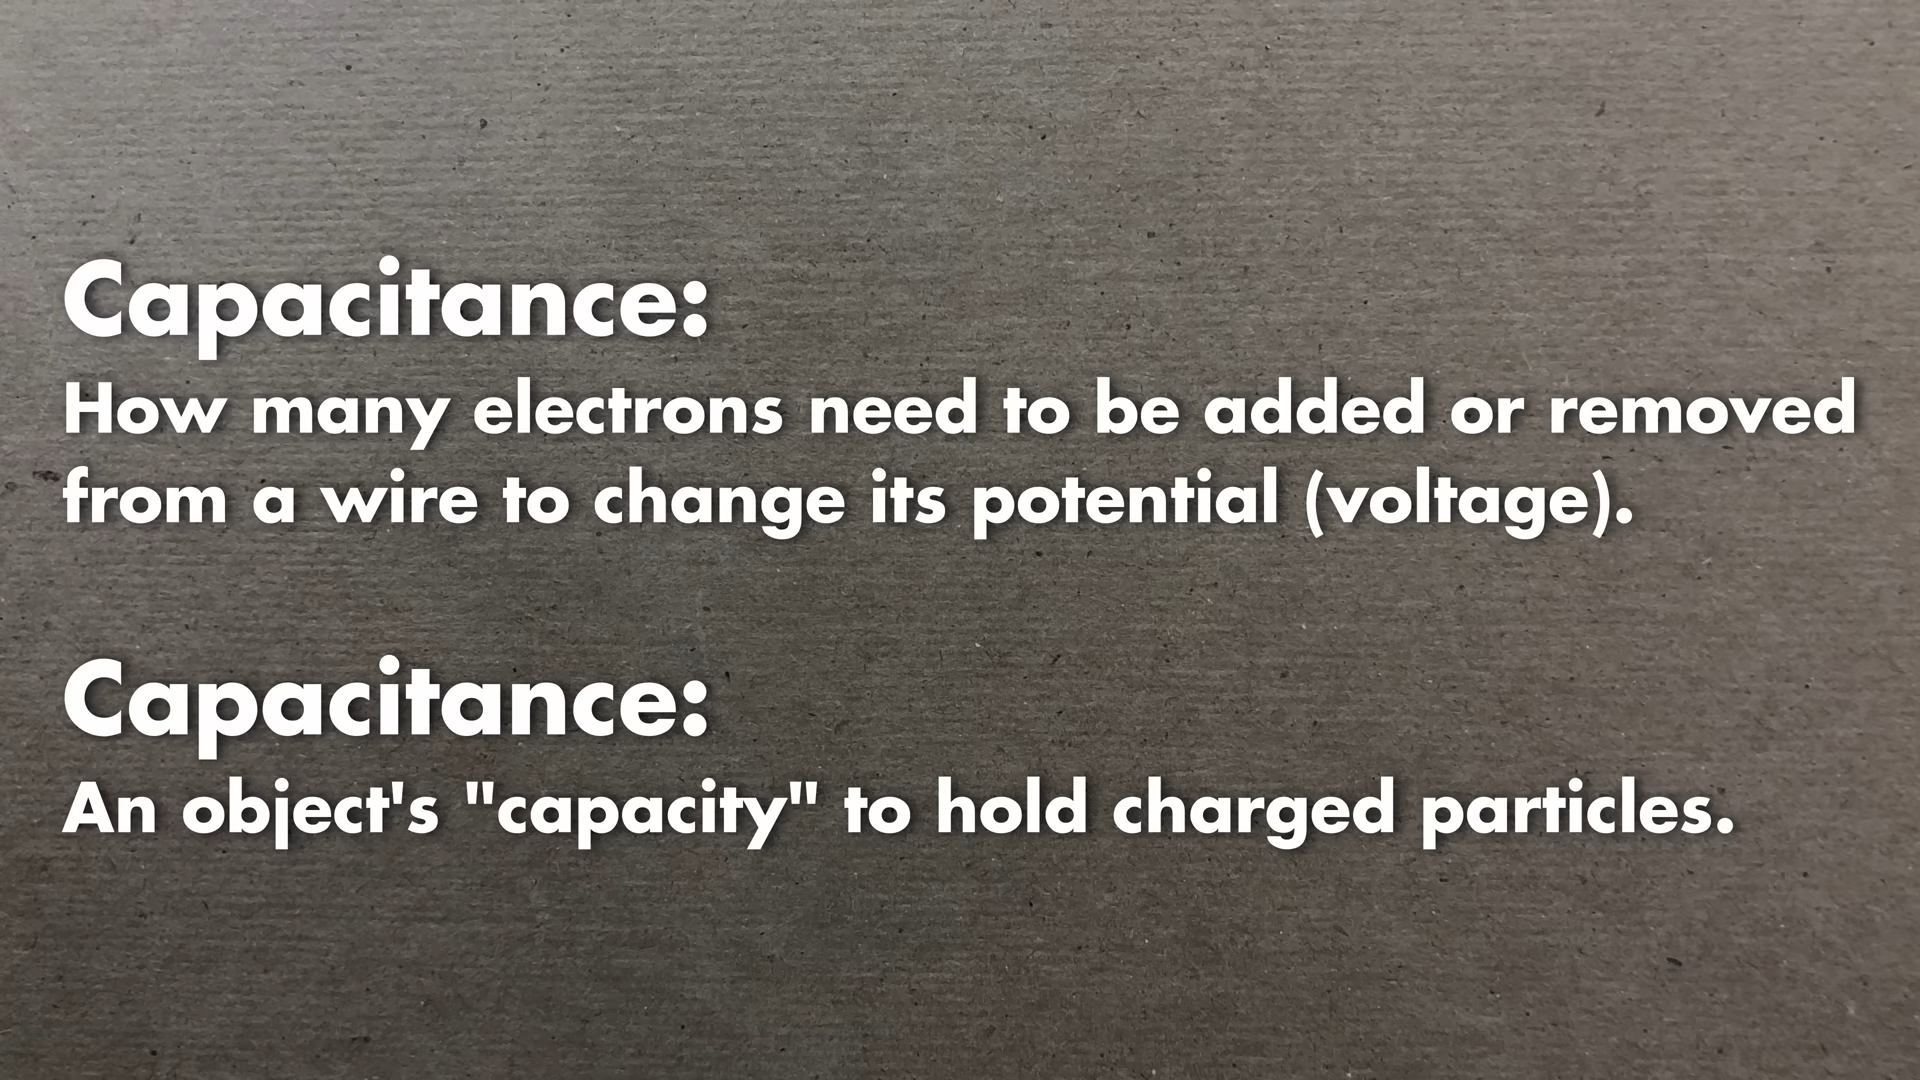 Capacitance:
How many electrons need to be added or removed
from a wire to change its potential (voltage).
Capacitance:
An object's "capacity" to hold charged particles.